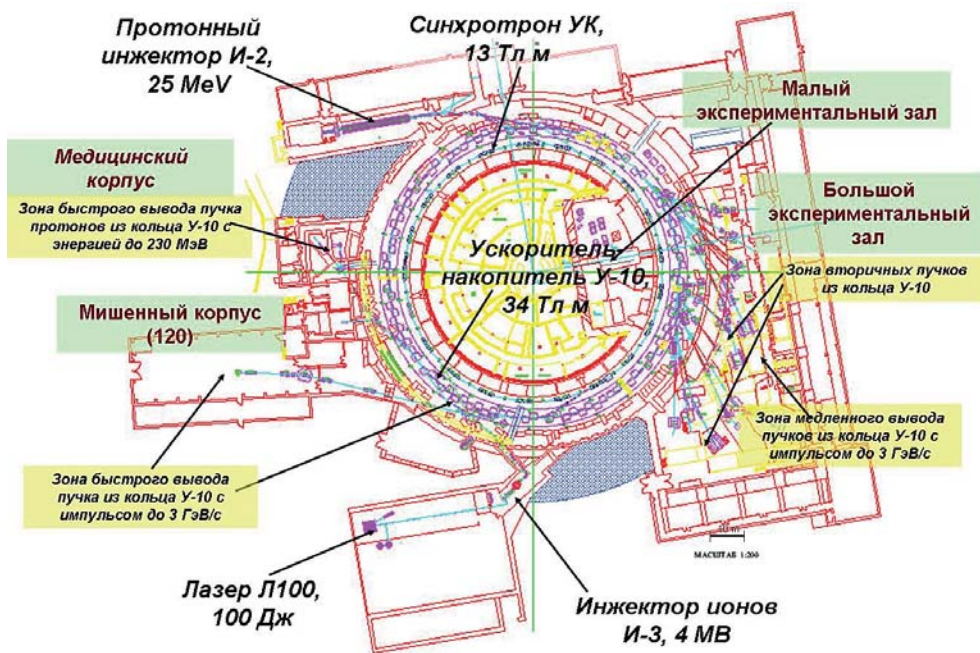 Протонный
инжектор И-2,
25 MeV
Синхротрон УК,
13 Тл м
Малый
экспериментальный зал
Медицинский
корпус
Зона быстрого вывода пучка
протонов из кольца У-10 с
энергией до 230 МэВ
Большой
экспериментальный
зал
Ускоритель
накопитель У-10,
34 Тл м
Зона вторичных пучков
из кольца У-10
Мишенный корпус
(120)
Зона медленного вывода
пучков из кольца У-10 с
импульсом до 3 ГэВ/с
Зона быстрого вывода
пучка из кольца У-10 с
импульсом до 3 ГэВ/с
10 m
МАСШТАБ 1:200
Лазер Л100,
100 Дж
Инжектор ионов
И-3, 4 МВ